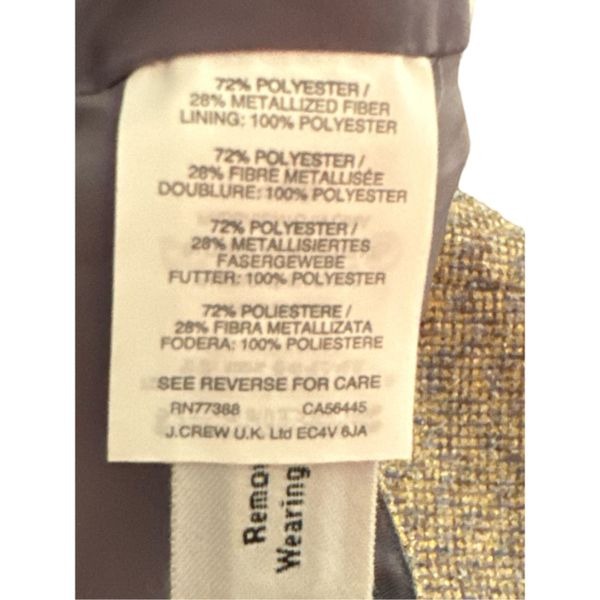 72% POLYESTER /
28% METALLIZED FIBER
LINING: 100% POLYESTER
72% POLYESTER /
28% FIBRE METALLISÉE
DOUBLURE: 100% POLYESTER
72% POLYESTER /
28% METALLISIERTES
FASERGEWEBE
FUTTER: 100% POLYESTER
72% POLIESTERE /
28% FIBRA METALLIZATA
FODERA: 100% POLIESTERE
SEE REVERSE FOR CARE
RN77388 CA56445
J.CREW U.K. Ltd EC4V 6JA
Remo
Wearing